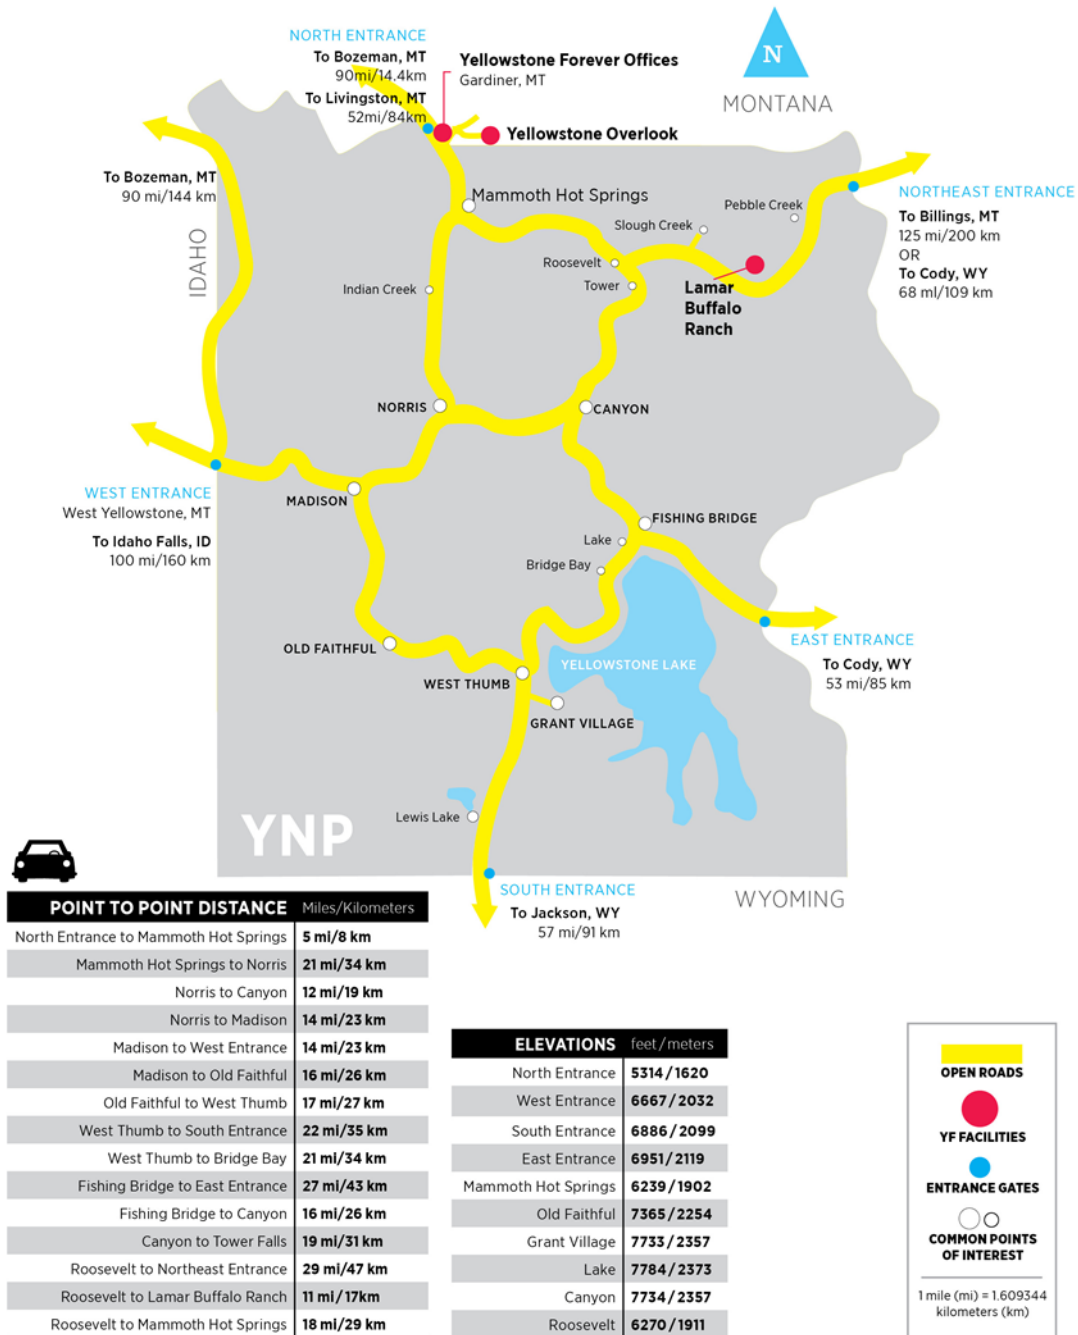 NORTH ENTRANCE
To Bozeman, MT
90mi/14.4km
To Livingston, MT
52mi/84km
Yellowstone Forever Offices
Gardiner, MT
Yellowstone Overlook
N
MONTANA
To Bozeman, MT
90 mi/144 km
IDAHO
Mammoth Hot Springs
Pebble Creek
Slough Creek
Roosevelt
Tower
Indian Creek
Lamar
Buffalo
Ranch
NORTHEAST ENTRANCE
To Billings, MT
125 mi/200 km
OR
To Cody, WY
68 ml/109 km
NORRIS
CANYON
WEST ENTRANCE
West Yellowstone, MT
To Idaho Falls, ID
100 mi/160 km
MADISON
FISHING BRIDGE
Lake
Bridge Bay
EAST ENTRANCE
To Cody, WY
53 mi/85 km
OLD FAITHFUL
WEST THUMB
YELLOWSTONE LAKE
GRANT VILLAGE
Lewis Lake
YNP
SOUTH ENTRANCE
To Jackson, WY
57 mi/91 km
WYOMING
POINT TO POINT DISTANCE Miles/Kilometers
North Entrance to Mammoth Hot Springs 5 mi/8 km
Mammoth Hot Springs to Norris 21 mi/34 km
Norris to Canyon 12 mi/19 km
Norris to Madison 14 mi/23 km
Madison to West Entrance 14 mi/23 km
Madison to Old Faithful 16 mi/26 km
Old Faithful to West Thumb 17 mi/27 km
West Thumb to South Entrance 22 mi/35 km
West Thumb to Bridge Bay 21 mi/34 km
Fishing Bridge to East Entrance 27 mi/43 km
Fishing Bridge to Canyon 16 mi/26 km
Canyon to Tower Falls 19 mi/31 km
Roosevelt to Northeast Entrance 29 mi/47 km
Roosevelt to Lamar Buffalo Ranch 11 mi/17km
Roosevelt to Mammoth Hot Springs 18 mi/29 km
ELEVATIONS feet/meters
North Entrance 5314/1620
West Entrance 6667/2032
South Entrance 6886/2099
East Entrance 6951/2119
Mammoth Hot Springs 6239/1902
Old Faithful 7365/2254
Grant Village 7733/2357
Lake 7784/2373
Canyon 7734/2357
Roosevelt 6270/1911
OPEN ROADS
YF FACILITIES
ENTRANCE GATES
COMMON POINTS
OF INTEREST
1 mile (mi) = 1.609344
kilometers (km)